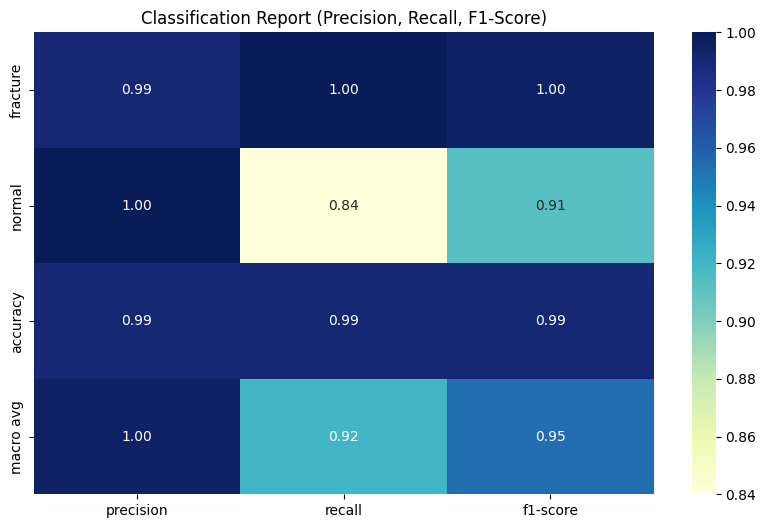 Classification Report (Precision, Recall, F1-Score)
fracture 0.99 1.00 1.00
normal 1.00 0.84 0.91
accuracy 0.99 0.99 0.99
macro avg 1.00 0.92 0.95
precision recall f1-score
1.00
0.98
0.96
0.94
0.92
0.90
0.88
0.86
0.84